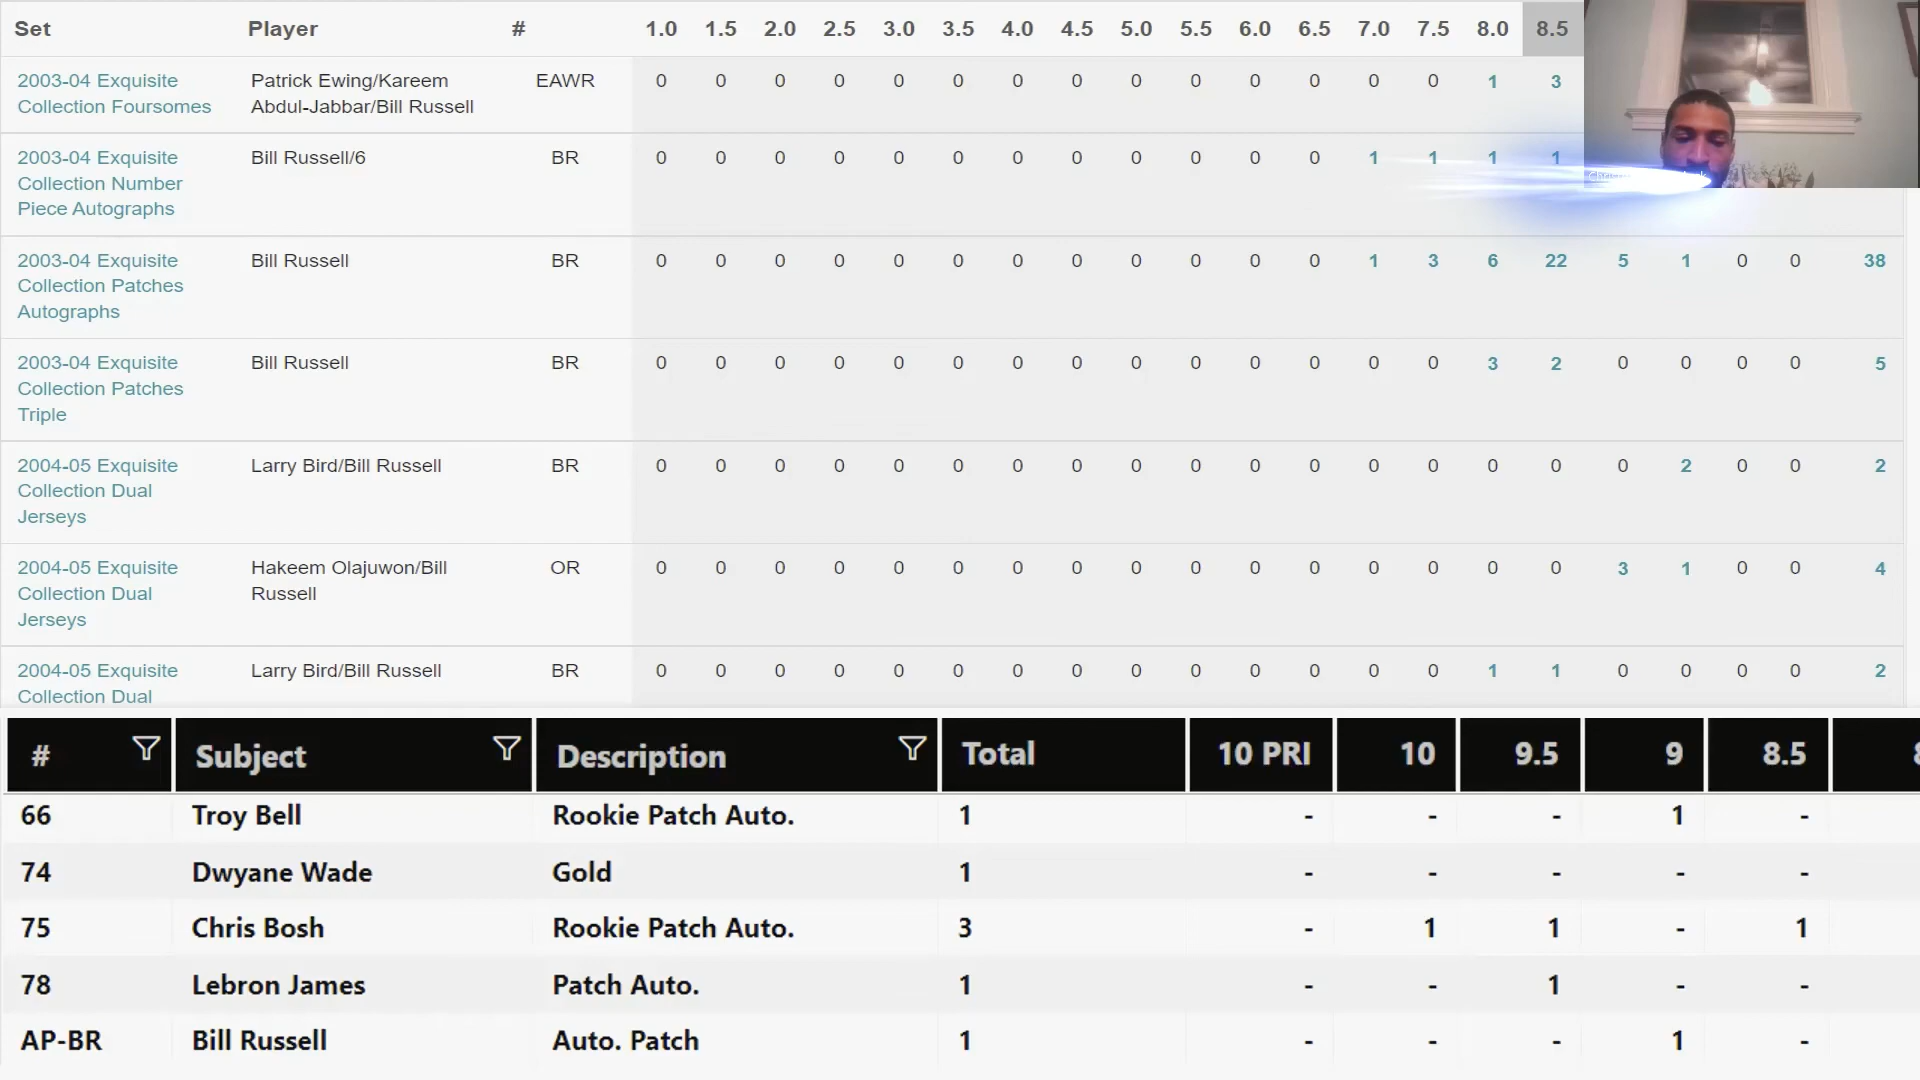 Set Player # 1.0 1.5 2.0 2.5 3.0 3.5 4.0 4.5 5.0 5.5 6.0 6.5 7.0 7.5 8.0 8.5
2003-04 Exquisite Patrick Ewing/Kareem EAWR 0 0 0 0 0 0 0 0 0 0 0 0 0 0 1 3
Collection Foursomes Abdul-Jabbar/Bill Russell
2003-04 Exquisite Bill Russell/6 BR 0 0 0 0 0 0 0 0 0 0 0 0 1 1 1 1
Collection Number
Piece Autographs
2003-04 Exquisite Bill Russell BR 0 0 0 0 0 0 0 0 0 0 0 0 1 3 6 22 5 1 0 0 38
Collection Patches
Autographs
2003-04 Exquisite Bill Russell BR 0 0 0 0 0 0 0 0 0 0 0 0 0 0 3 2 0 0 0 0 5
Collection Patches
Triple
2004-05 Exquisite Larry Bird/Bill Russell BR 0 0 0 0 0 0 0 0 0 0 0 0 0 0 0 0 0 2 0 0 2
Collection Dual
Jerseys
2004-05 Exquisite Hakeem Olajuwon/Bill OR 0 0 0 0 0 0 0 0 0 0 0 0 0 0 0 0 3 1 0 0 4
Collection Dual Russell
Jerseys
2004-05 Exquisite Larry Bird/Bill Russell BR 0 0 0 0 0 0 0 0 0 0 0 0 0 0 1 1 0 0 0 0 2
Collection Dual
# Subject Description Total 10 PRI 10 9.5 9 8.5
66 Troy Bell Rookie Patch Auto. 1 - - - 1 -
74 Dwyane Wade Gold 1 - - - - -
75 Chris Bosh Rookie Patch Auto. 3 - 1 1 - 1
78 Lebron James Patch Auto. 1 - - 1 - -
AP-BR Bill Russell Auto. Patch 1 - - - 1 -